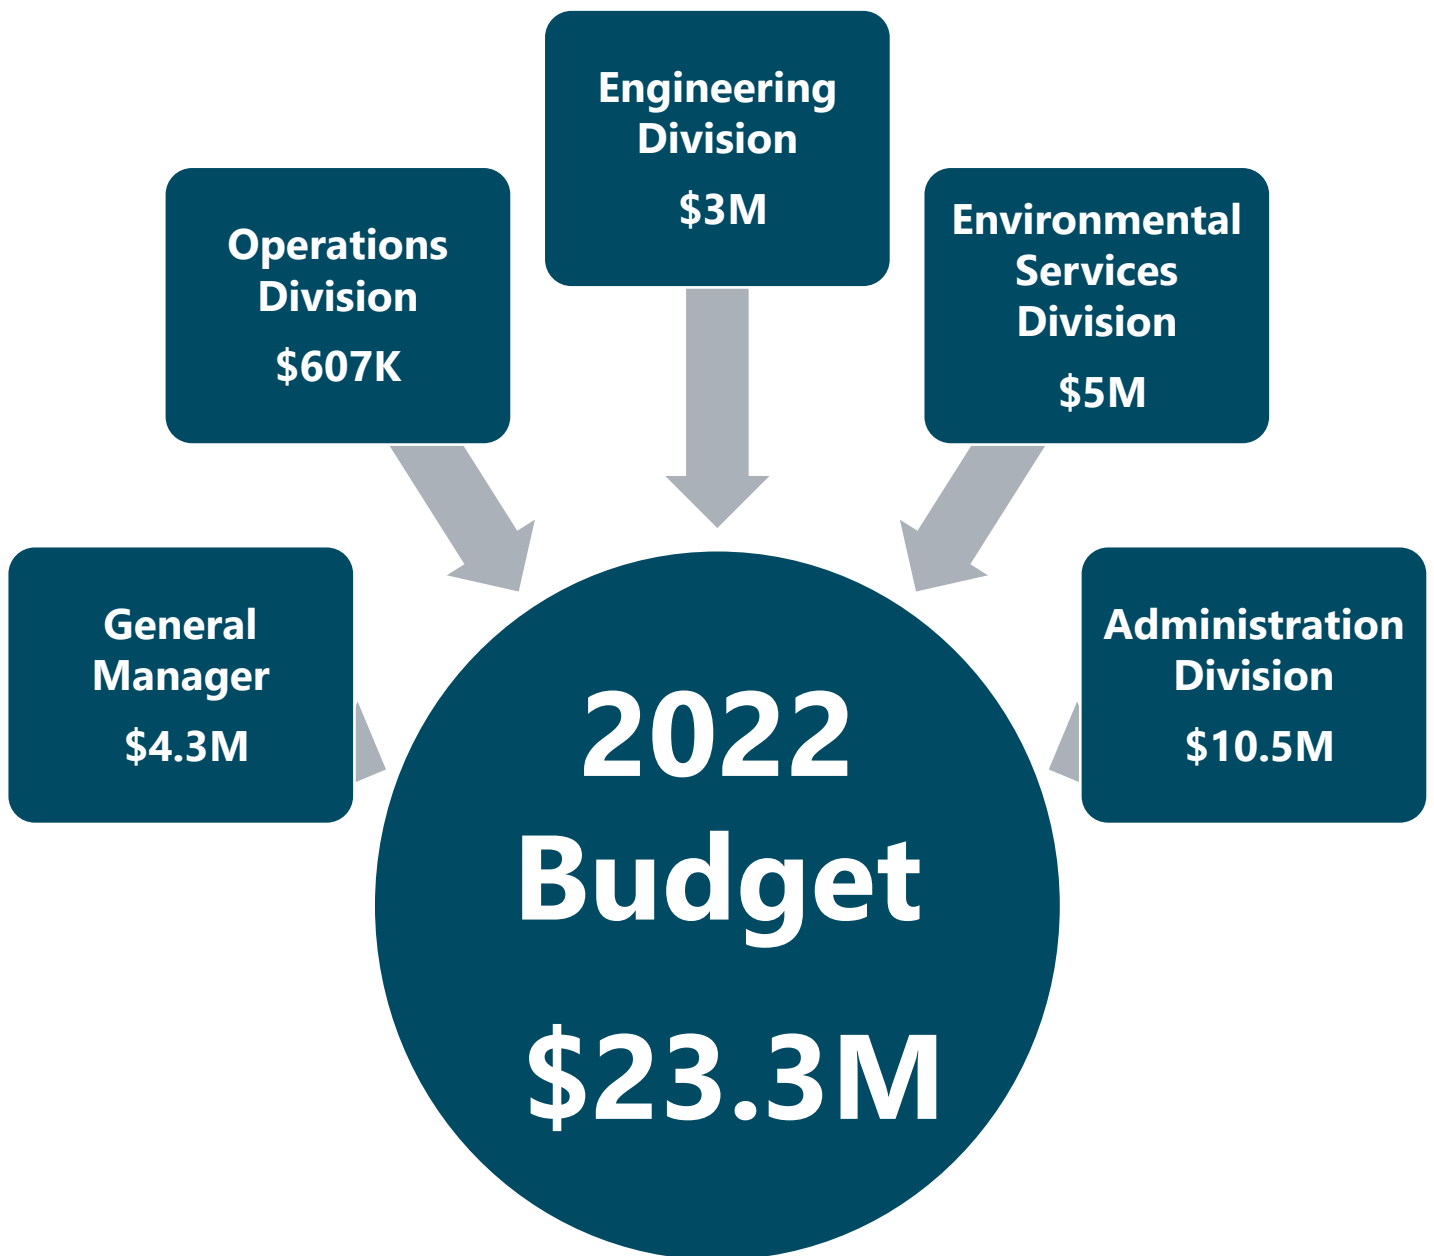 Engineering
Division
$3M
Operations
Division
$607K
Environmental
Services
Division
$5M
General
Manager
$4.3M
Administration
Division
$10.5M
2022
Budget
$23.3M